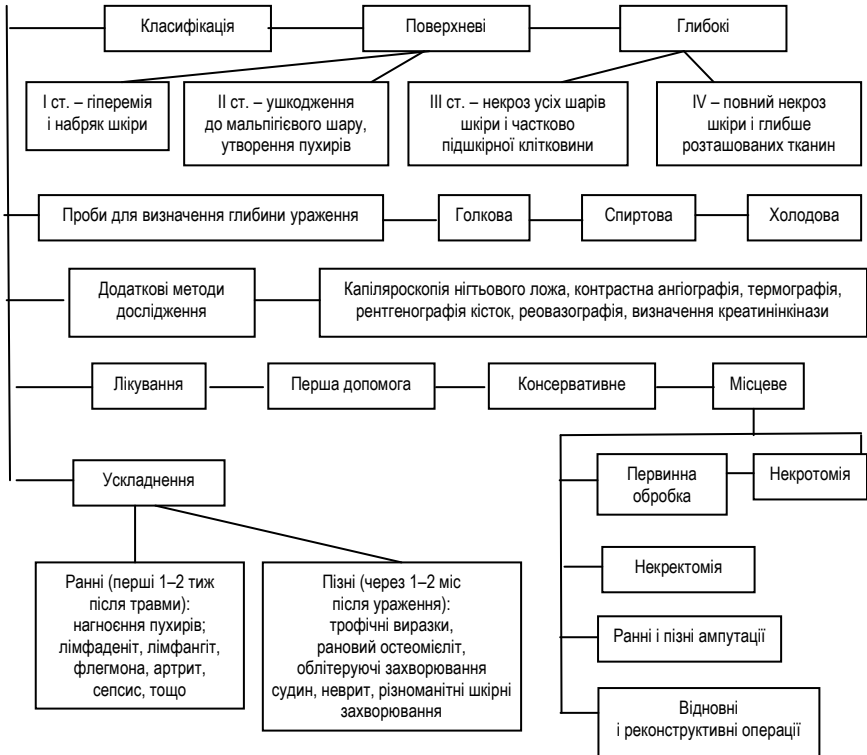 Класифікація
Поверхневі
Глибокі
I ст. – гіперемія
і набряк шкіри
II ст. – ушкодження
до мальпігієвого шару,
утворення пухирів
III ст. – некроз усіх шарів
шкіри і частково
підшкірної клітковини
IV – повний некроз
шкіри і глибше
розташованих тканин
Проби для визначення глибини ураження
Голкова
Спиртова
Холодова
Додаткові методи
дослідження
Капіляроскопія нігтьового ложа, контрастна ангіографія, термографія,
рентгенографія кісток, реовазографія, визначення креатинінкінази
Лікування
Перша допомога
Консервативне
Місцеве
Ускладнення
Первинна
обробка
Некротомія
Некректомія
Ранні (перші 1–2 тиж
після травми):
нагноєння пухирів;
лімфаденіт, лімфангіт,
флегмона, артрит,
сепсис, тощо
Пізні (через 1–2 міс
після ураження):
трофічні виразки,
рановий остеомієліт,
облітеруючі захворювання
судин, неврит, різноманітні шкірні
захворювання
Ранні і пізні ампутації
Відновні
і реконструктивні операції